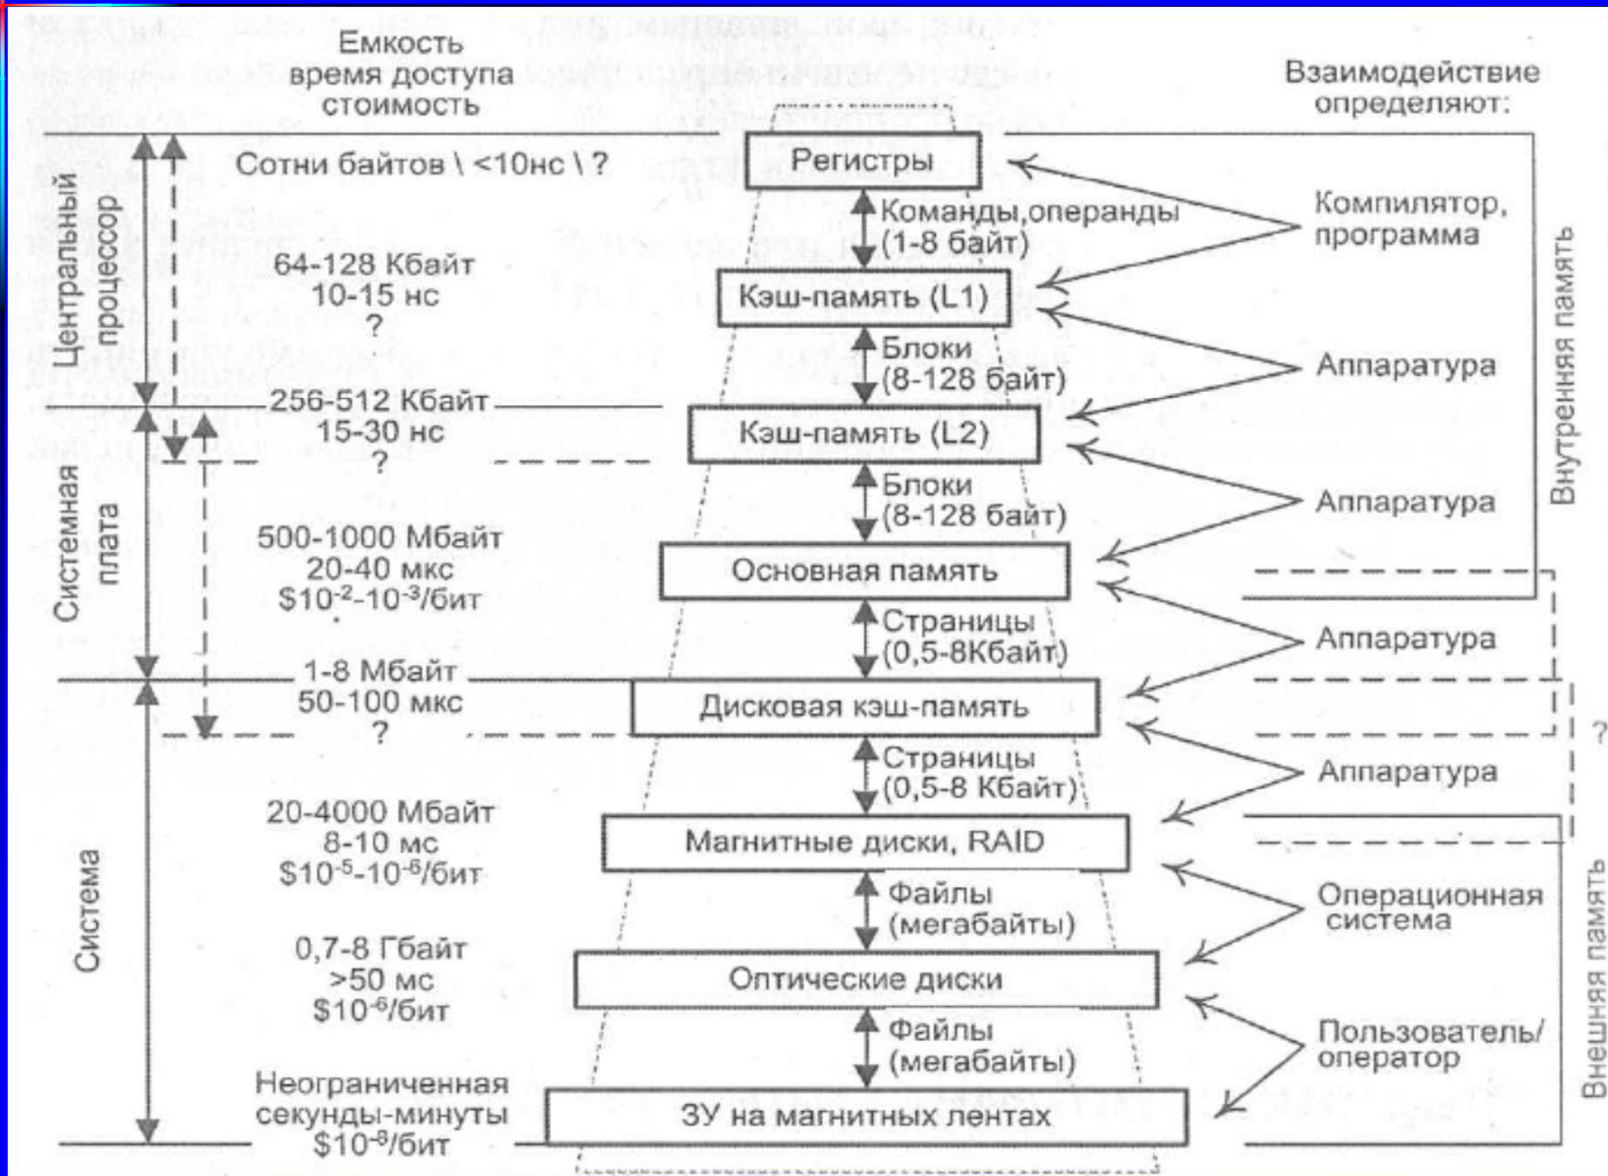 Емкость
время доступа
стоимость
Взаимодействие
определяют:
Центральный
процессор
Системная
плата
Система
Сотни байтов \ <10нс \ ?
64-128 Кбайт
10-15 нс
?
256-512 Кбайт
15-30 нс
?
500-1000 Мбайт
20-40 мкс
$10⁻²-10⁻³/бит
1-8 Мбайт
50-100 мкс
?
20-4000 Мбайт
8-10 мс
$10⁻⁵-10⁻⁶/бит
0,7-8 Гбайт
>50 мс
$10⁻⁶/бит
Неограниченная
секунды-минуты
$10⁻⁸/бит
Регистры
Команды,операнды
(1-8 байт)
Кэш-память (L1)
Блоки
(8-128 байт)
Кэш-память (L2)
Блоки
(8-128 байт)
Основная память
Страницы
(0,5-8Кбайт)
Дисковая кэш-память
Страницы
(0,5-8 Кбайт)
Магнитные диски, RAID
Файлы
(мегабайты)
Оптические диски
Файлы
(мегабайты)
ЗУ на магнитных лентах
Компилятор,
программа
Аппаратура
Аппаратура
Аппаратура
Аппаратура
Операционная
система
Пользователь/
оператор
Внутренняя память
?
Внешняя память